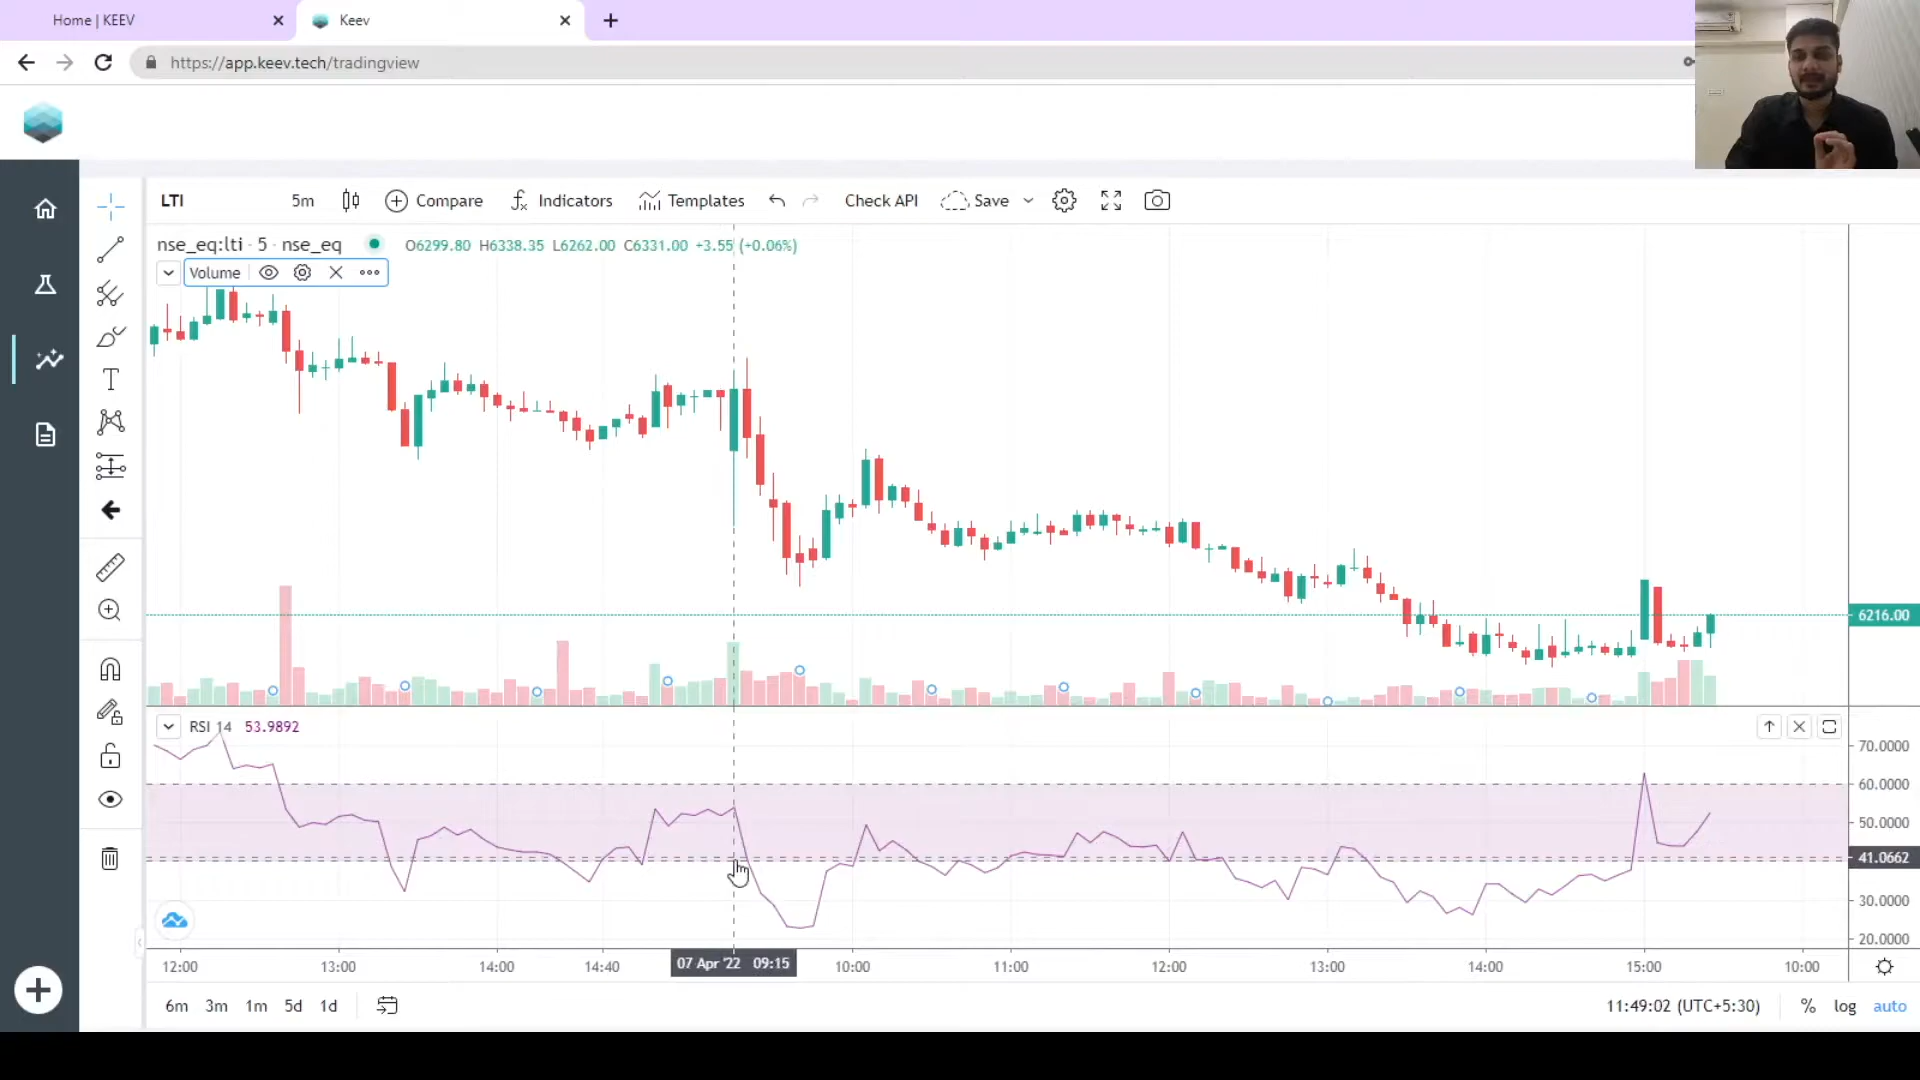 Home | KEEV
Keev
https://app.keev.tech/tradingview
LTI 5m Compare Indicators Templates Check API Save
nse_eq:lti · 5 · nse_eq O6299.80 H6338.35 L6262.00 C6331.00 +3.55 (+0.06%)
Volume
6216.00
RSI 14 53.9892
70.0000
60.0000
50.0000
41.0662
30.0000
20.0000
12:00 13:00 14:00 14:40 07 Apr '22 09:15 10:00 11:00 12:00 13:00 14:00 15:00 10:00
6m 3m 1m 5d 1d 11:49:02 (UTC+5:30) % log auto